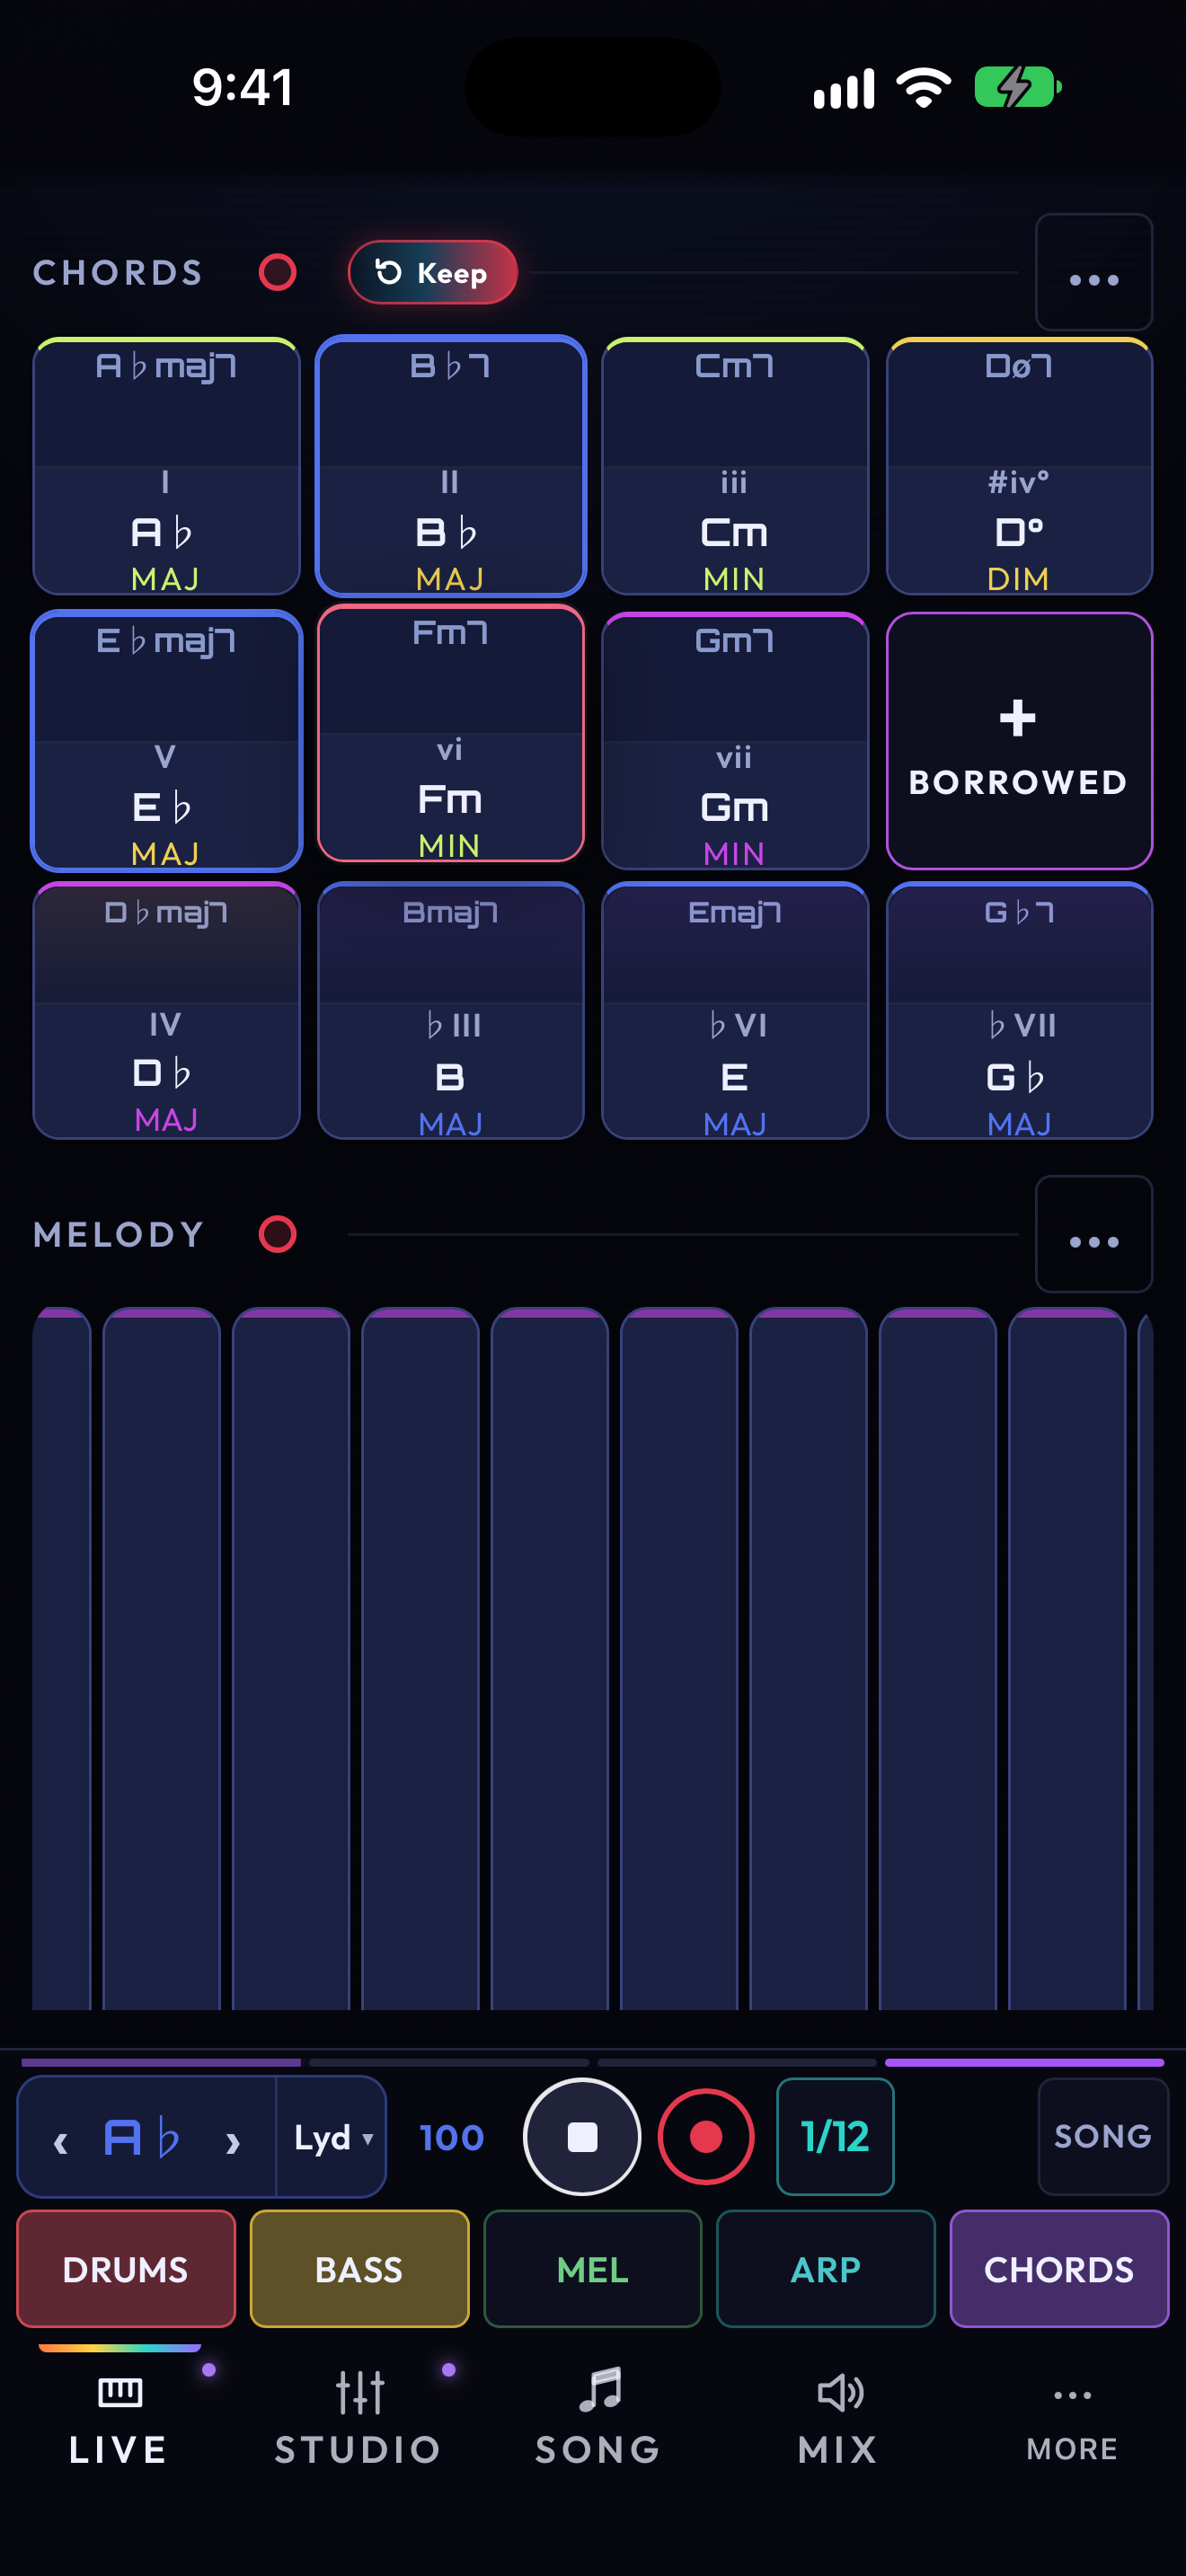 9:41
CHORDS
Keep
A♭maj7
B♭7
Cm7
Dø7
I
II
iii
#iv°
A♭
B♭
Cm
D°
MAJ
MAJ
MIN
DIM
E♭maj7
Fm7
Gm7
V
vi
vii
E♭
Fm
Gm
MAJ
MIN
MIN
+
BORROWED
D♭maj7
Bmaj7
Emaj7
G♭7
IV
♭III
♭VI
♭VII
D♭
B
E
G♭
MAJ
MAJ
MAJ
MAJ
MELODY
‹ A♭ ›
Lyd ▾
100
1/12
SONG
DRUMS
BASS
MEL
ARP
CHORDS
LIVE
STUDIO
SONG
MIX
MORE